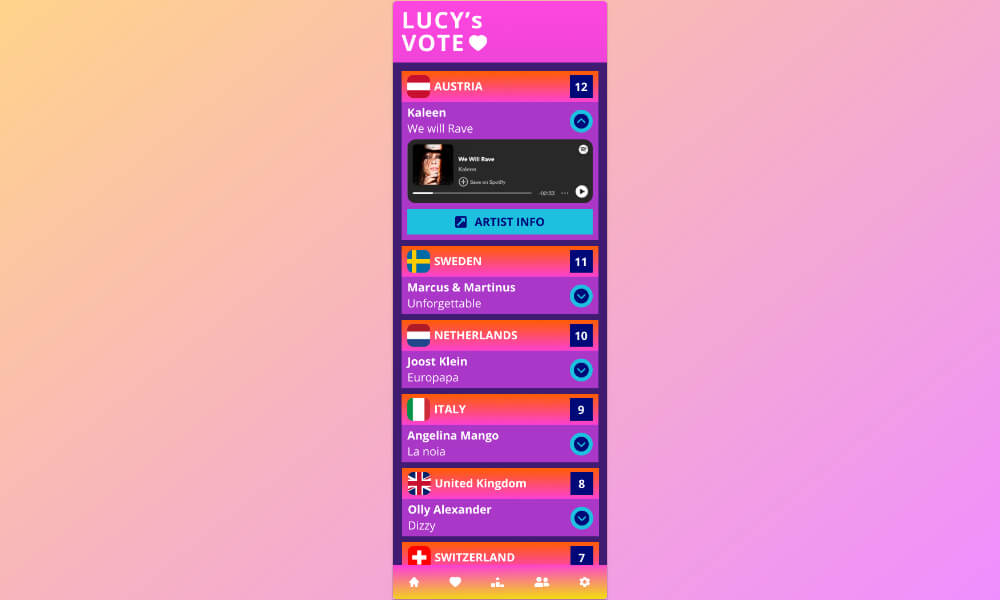 LUCY's
VOTE
AUSTRIA 12
Kaleen
We will Rave
We Will Rave
Kaleen
Save on Spotify
-00:33
ARTIST INFO
SWEDEN 11
Marcus & Martinus
Unforgettable
NETHERLANDS 10
Joost Klein
Europapa
ITALY 9
Angelina Mango
La noia
United Kingdom 8
Olly Alexander
Dizzy
SWITZERLAND 7